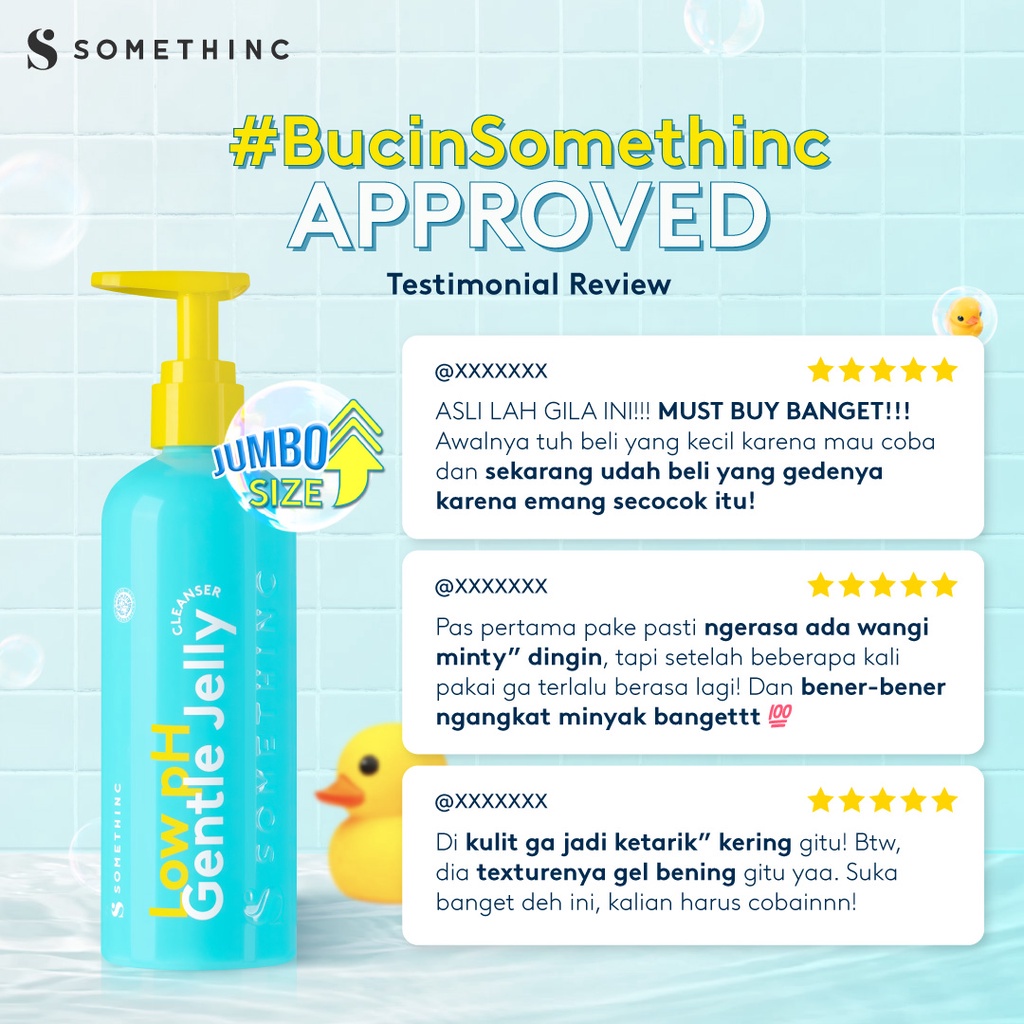 SOMETHINC
#BucinSomethinc
APPROVED
Testimonial Review
JUMBO
SIZE
CLEANSER
Low pH
Gentle Jelly
SOMETHINC
SOMETHINC
@XXXXXXX
ASLI LAH GILA INI!!! MUST BUY BANGET!!!
Awalnya tuh beli yang kecil karena mau coba
dan sekarang udah beli yang gedenya
karena emang secocok itu!
@XXXXXXX
Pas pertama pake pasti ngerasa ada wangi
minty” dingin, tapi setelah beberapa kali
pakai ga terlalu berasa lagi! Dan bener-bener
ngangkat minyak bangettt 💯
@XXXXXXX
Di kulit ga jadi ketarik” kering gitu! Btw,
dia texturenya gel bening gitu yaa. Suka
banget deh ini, kalian harus cobainnn!